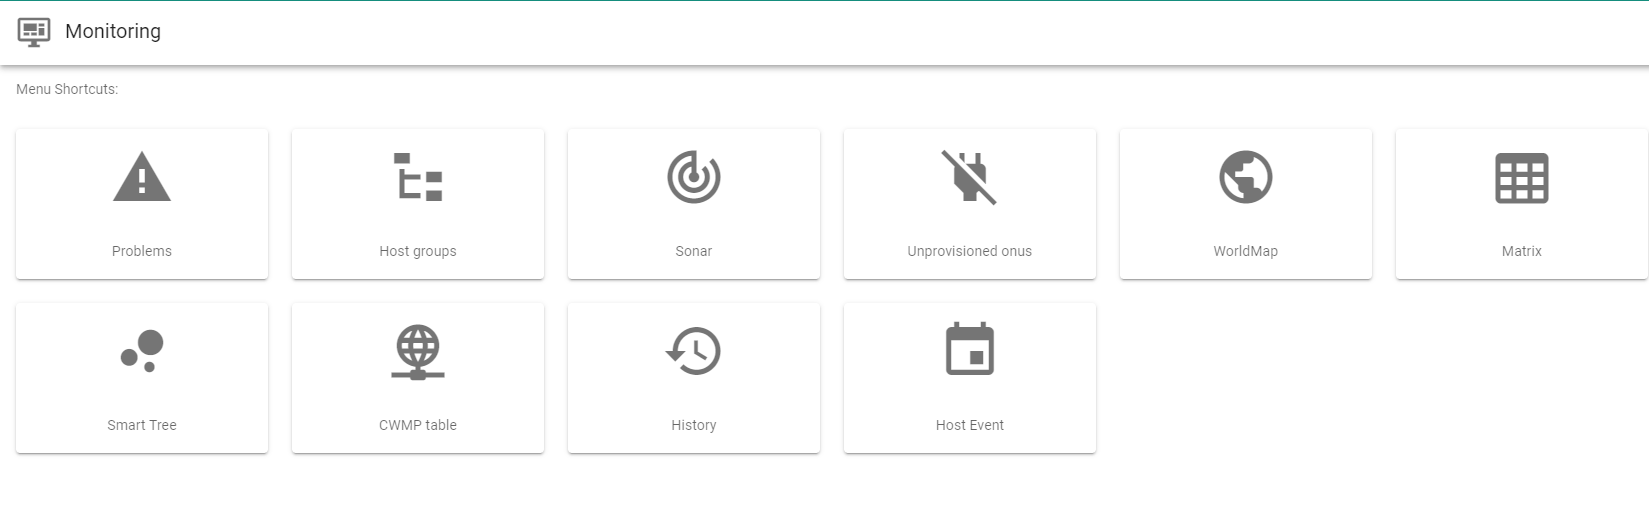 Monitoring
Menu Shortcuts:
Problems
Host groups
Sonar
Unprovisioned onus
WorldMap
Matrix
Smart Tree
CWMP table
History
Host Event